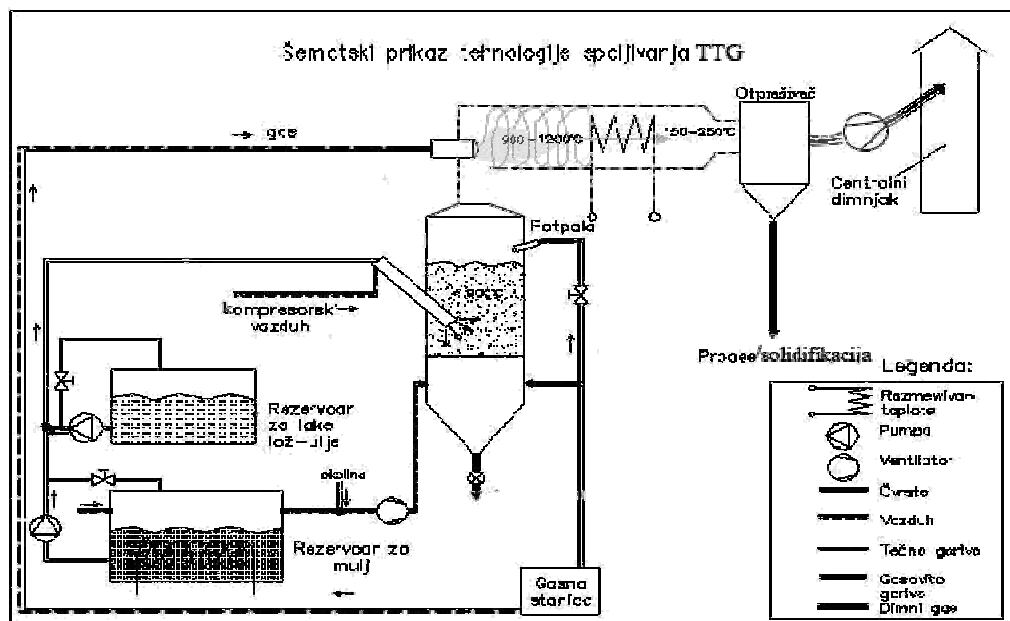 Šematski prikaz tehnologije spaljivanja TTG
Otprašivač
gas
900-1200°C
150-250°C
Centralni
dimnjak
Potpala
kompresorski
vazduh
Proces/solidifikacija
Rezervoar
za lake
lož-ulje
okolina
Rezervoar za
mulj
Gasna
stanica
Legenda:
Razmenjivač
toplote
Pumpa
Ventilator
Čvrsto
Vazduh
Tečno gorivo
Gasovito
gorivo
Dimni gas